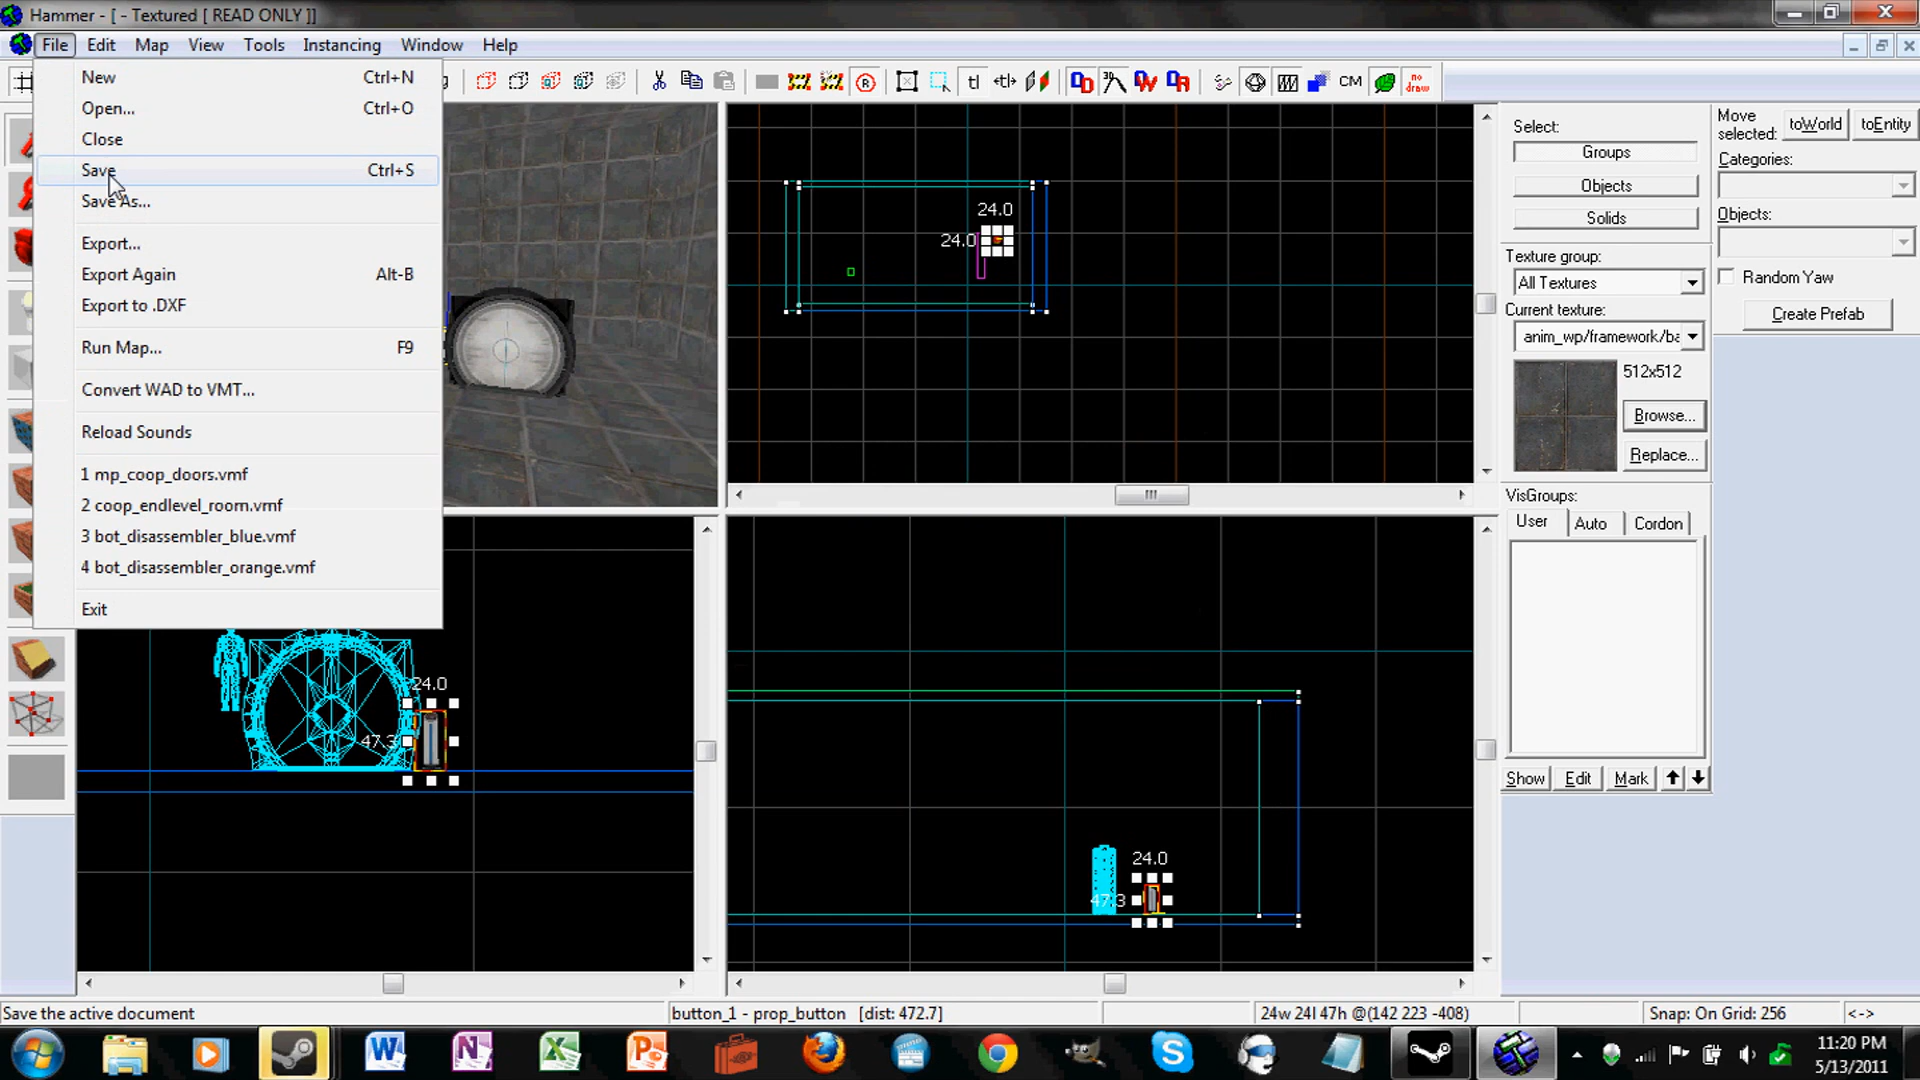 Hammer - [ - Textured [ READ ONLY ]]
File Edit Map View Tools Instancing Window Help
New Ctrl+N
Open... Ctrl+O
Close
Save Ctrl+S
Save As...
Export...
Export Again Alt-B
Export to .DXF
Run Map... F9
Convert WAD to VMT...
Reload Sounds
1 mp_coop_doors.vmf
2 coop_endlevel_room.vmf
3 bot_disassembler_blue.vmf
4 bot_disassembler_orange.vmf
Exit
tl CM no draw
24.0
24.0
24.0
47.3
24.0
47.3
Select:
Groups
Objects
Solids
Texture group:
All Textures
Current texture:
anim_wp/framework/ba
512x512
Browse...
Replace...
VisGroups:
User Auto Cordon
Show Edit Mark
Move selected: toWorld toEntity
Categories:
Objects:
Random Yaw
Create Prefab
Save the active document
button_1 - prop_button [dist: 472.7]
24w 24l 47h @(142 223 -408)
Snap: On Grid: 256
<->
11:20 PM
5/13/2011